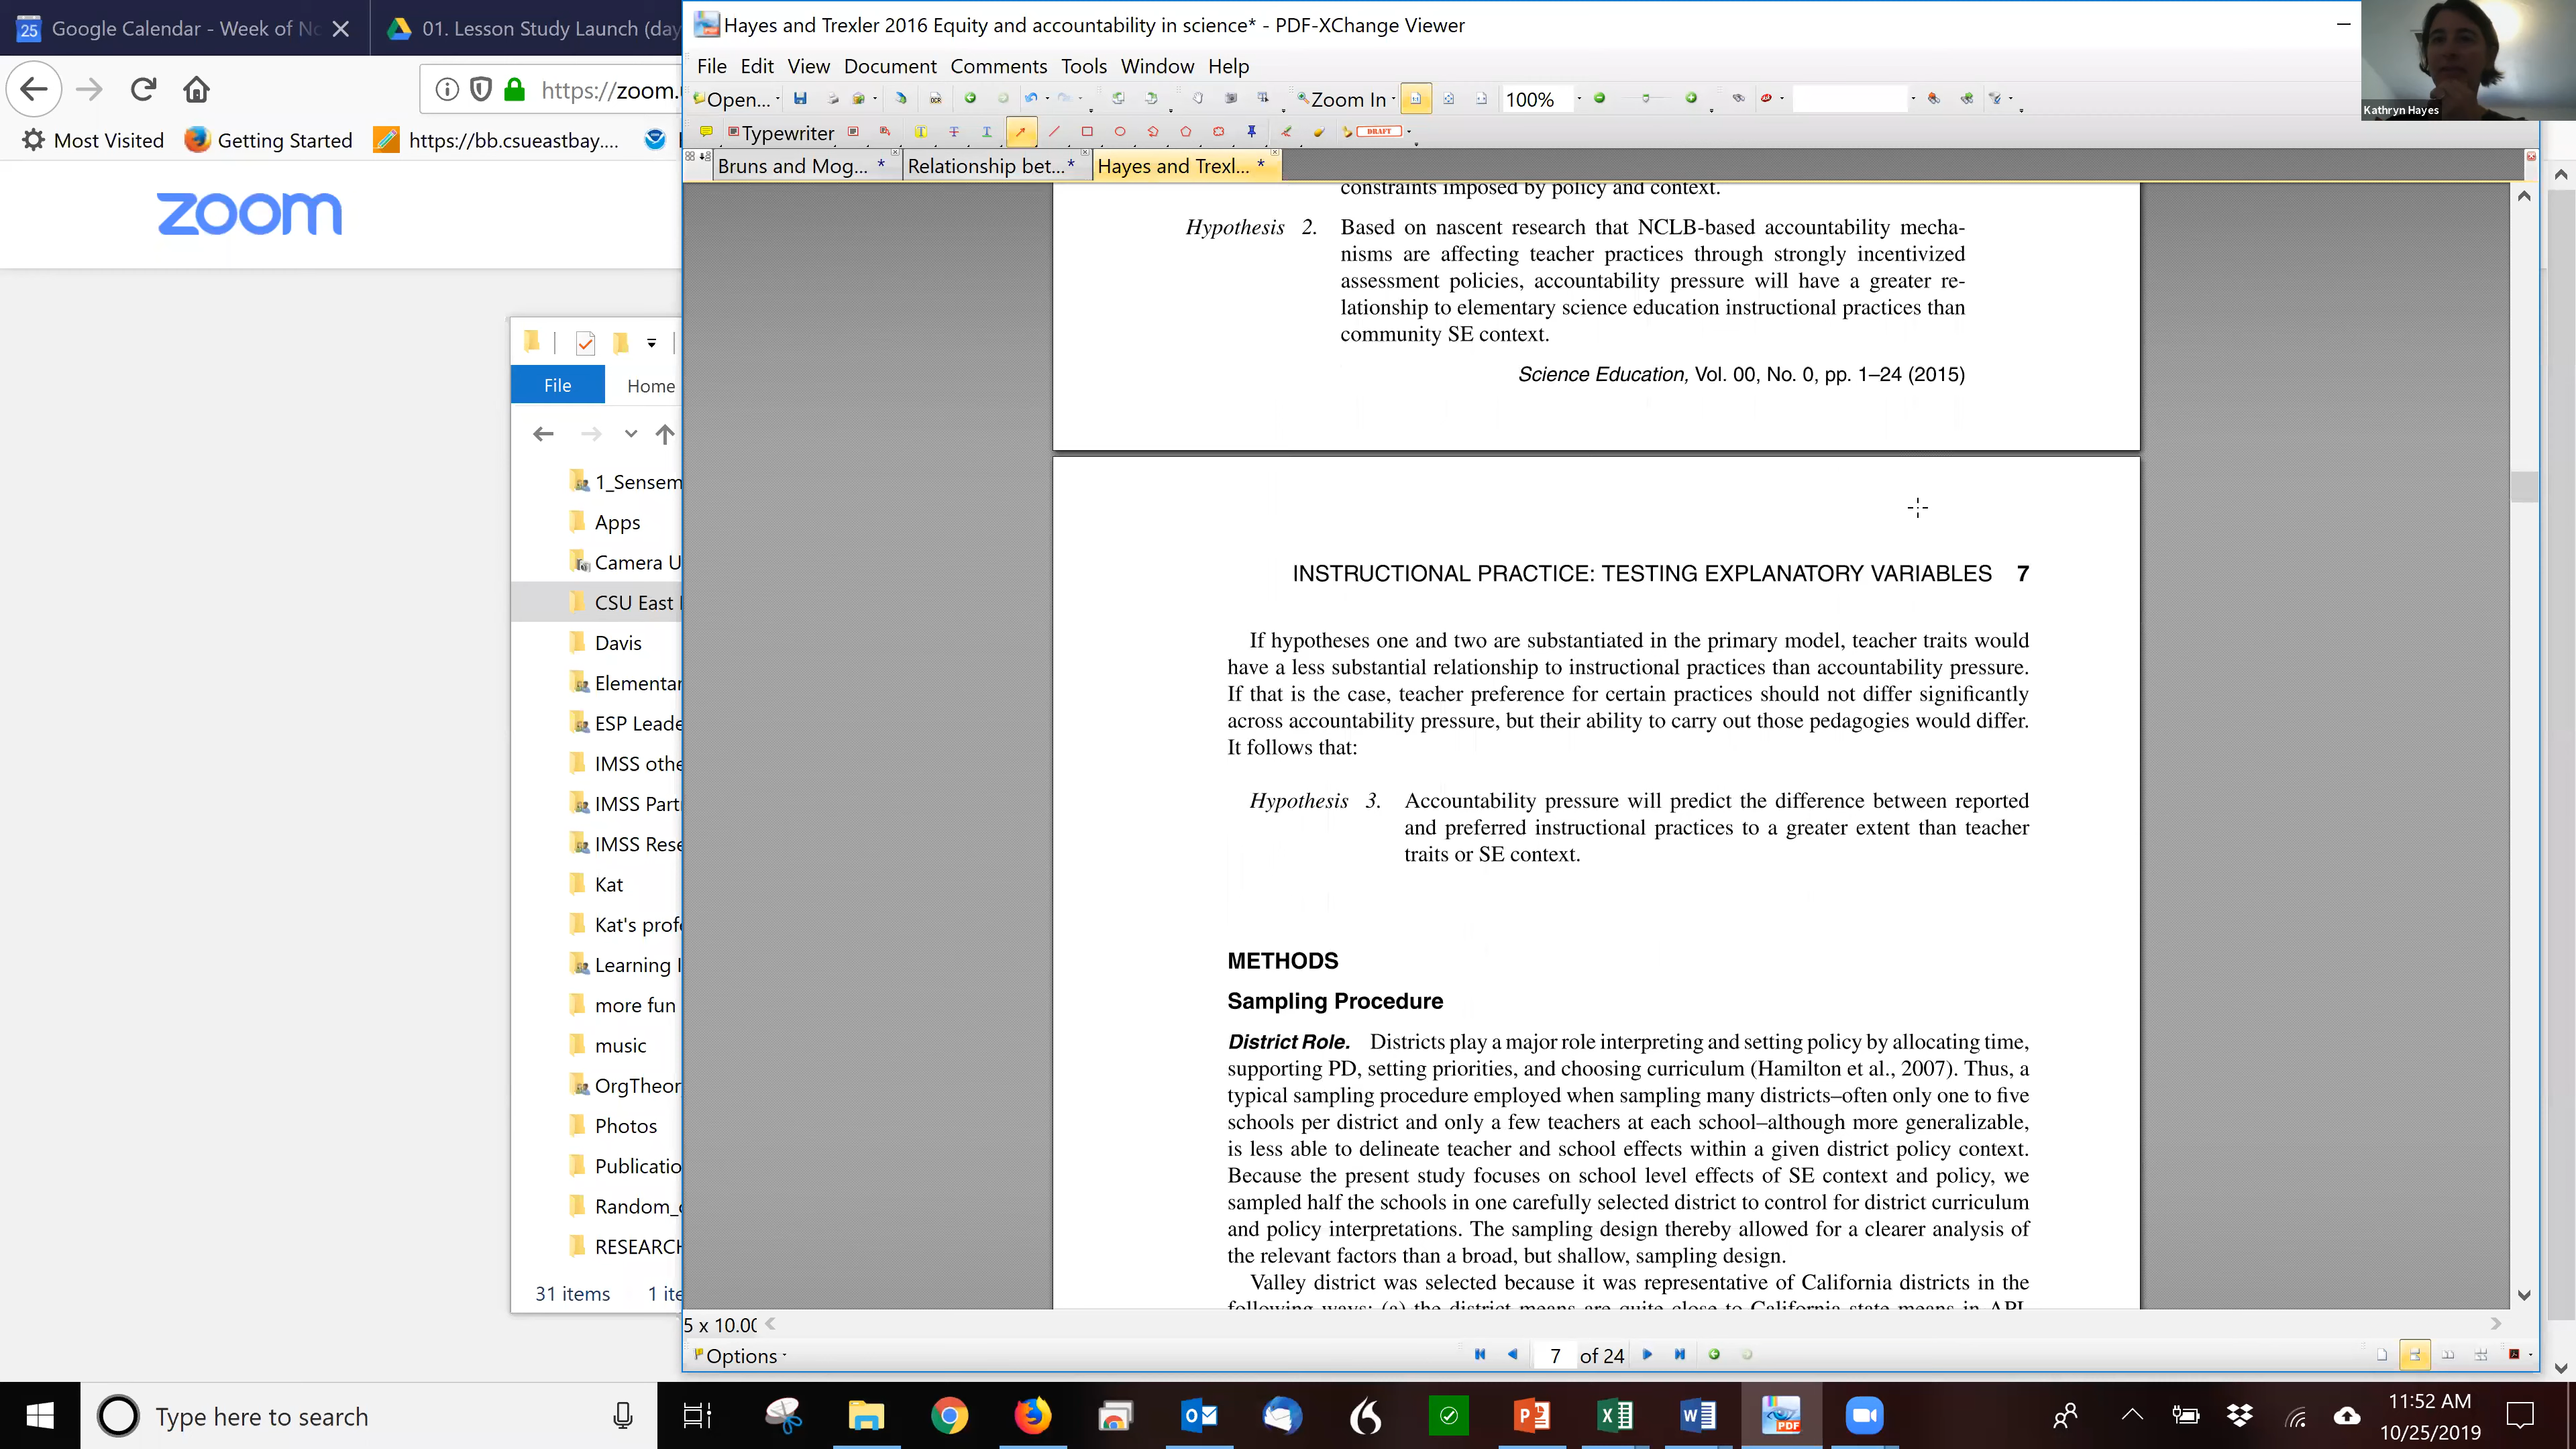 Google Calendar - Week of No
01. Lesson Study Launch (day
https://zoom.
Most Visited
Getting Started
https://bb.csueastbay....
zoom
File
Home
1_Sensem
Apps
Camera U
CSU East
Davis
Elementar
ESP Leade
IMSS othe
IMSS Part
IMSS Rese
Kat
Kat's prof
Learning I
more fun
music
OrgTheor
Photos
Publicatio
Random_
RESEARCH
31 items
1 ite
Hayes and Trexler 2016 Equity and accountability in science* - PDF-XChange Viewer
File Edit View Document Comments Tools Window Help
Open...
OCR
Zoom In
100%
Typewriter
DRAFT
Bruns and Mog... *
Relationship bet... *
Hayes and Trexl... *
Kathryn Hayes
constraints imposed by policy and context.
Hypothesis 2. Based on nascent research that NCLB-based accountability mecha-
nisms are affecting teacher practices through strongly incentivized
assessment policies, accountability pressure will have a greater re-
lationship to elementary science education instructional practices than
community SE context.
Science Education, Vol. 00, No. 0, pp. 1–24 (2015)
INSTRUCTIONAL PRACTICE: TESTING EXPLANATORY VARIABLES 7
If hypotheses one and two are substantiated in the primary model, teacher traits would
have a less substantial relationship to instructional practices than accountability pressure.
If that is the case, teacher preference for certain practices should not differ significantly
across accountability pressure, but their ability to carry out those pedagogies would differ.
It follows that:
Hypothesis 3. Accountability pressure will predict the difference between reported
and preferred instructional practices to a greater extent than teacher
traits or SE context.
METHODS
Sampling Procedure
District Role. Districts play a major role interpreting and setting policy by allocating time,
supporting PD, setting priorities, and choosing curriculum (Hamilton et al., 2007). Thus, a
typical sampling procedure employed when sampling many districts–often only one to five
schools per district and only a few teachers at each school–although more generalizable,
is less able to delineate teacher and school effects within a given district policy context.
Because the present study focuses on school level effects of SE context and policy, we
sampled half the schools in one carefully selected district to control for district curriculum
and policy interpretations. The sampling design thereby allowed for a clearer analysis of
the relevant factors than a broad, but shallow, sampling design.
Valley district was selected because it was representative of California districts in the
following ways: (a) the district means are quite close to California state means in API
5 x 10.00
Options
7 of 24
Type here to search
11:52 AM
10/25/2019